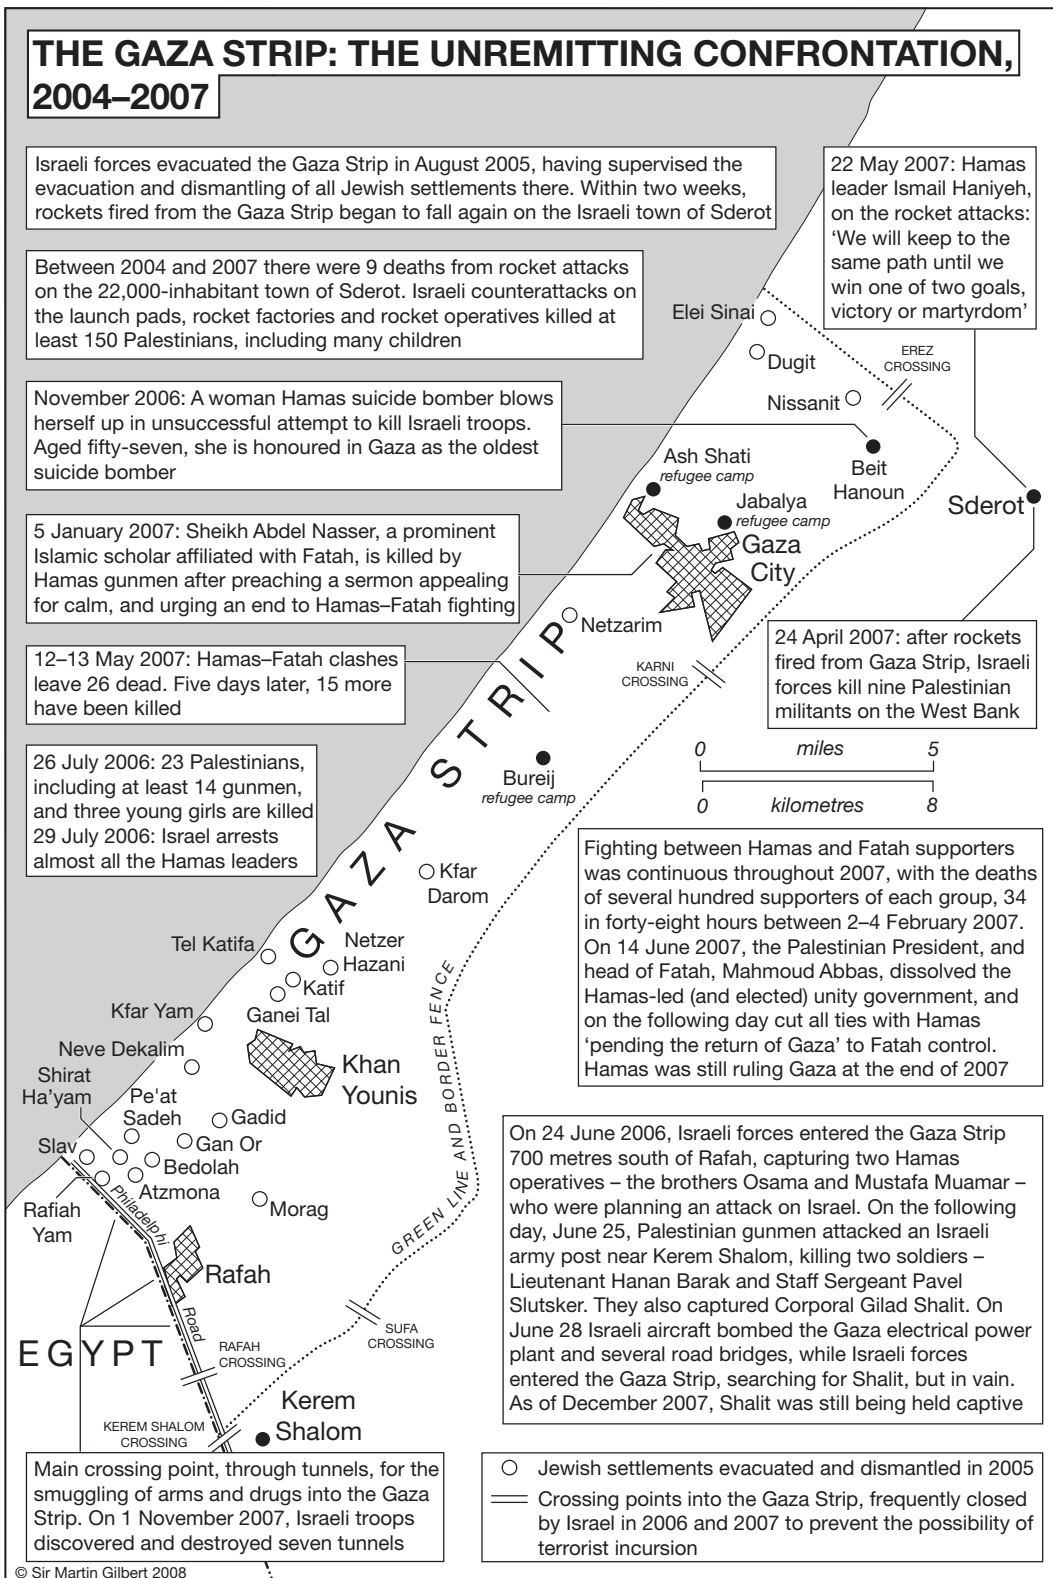 THE GAZA STRIP: THE UNREMITTING CONFRONTATION,
2004–2007
Israeli forces evacuated the Gaza Strip in August 2005, having supervised the
evacuation and dismantling of all Jewish settlements there. Within two weeks,
rockets fired from the Gaza Strip began to fall again on the Israeli town of Sderot
22 May 2007: Hamas
leader Ismail Haniyeh,
on the rocket attacks:
‘We will keep to the
same path until we
win one of two goals,
victory or martyrdom’
Between 2004 and 2007 there were 9 deaths from rocket attacks
on the 22,000-inhabitant town of Sderot. Israeli counterattacks on
the launch pads, rocket factories and rocket operatives killed at
least 150 Palestinians, including many children
Elei Sinai
Dugit
EREZ
CROSSING
Nissanit
November 2006: A woman Hamas suicide bomber blows
herself up in unsuccessful attempt to kill Israeli troops.
Aged fifty-seven, she is honoured in Gaza as the oldest
suicide bomber
Ash Shati
refugee camp
Beit
Hanoun
Jabalya
refugee camp
Sderot
Gaza
City
5 January 2007: Sheikh Abdel Nasser, a prominent
Islamic scholar affiliated with Fatah, is killed by
Hamas gunmen after preaching a sermon appealing
for calm, and urging an end to Hamas–Fatah fighting
Netzarim
12–13 May 2007: Hamas–Fatah clashes
leave 26 dead. Five days later, 15 more
have been killed
KARNI
CROSSING
24 April 2007: after rockets
fired from Gaza Strip, Israeli
forces kill nine Palestinian
militants on the West Bank
GAZA STRIP
0 miles 5
0 kilometres 8
26 July 2006: 23 Palestinians,
including at least 14 gunmen,
and three young girls are killed
29 July 2006: Israel arrests
almost all the Hamas leaders
Bureij
refugee camp
Kfar
Darom
Fighting between Hamas and Fatah supporters
was continuous throughout 2007, with the deaths
of several hundred supporters of each group, 34
in forty-eight hours between 2–4 February 2007.
On 14 June 2007, the Palestinian President, and
head of Fatah, Mahmoud Abbas, dissolved the
Hamas-led (and elected) unity government, and
on the following day cut all ties with Hamas
‘pending the return of Gaza’ to Fatah control.
Hamas was still ruling Gaza at the end of 2007
Tel Katifa
Netzer
Hazani
Katif
Ganei Tal
Kfar Yam
Neve Dekalim
Khan
Younis
Shirat
Ha'yam
Pe'at
Sadeh
Gadid
Gan Or
Slav
Bedolah
Atzmona
Rafiah
Yam
Morag
GREEN LINE AND BORDER FENCE
Philadelphi
Road
Rafah
EGYPT
RAFAH
CROSSING
SUFA
CROSSING
KEREM SHALOM
CROSSING
Kerem
Shalom
On 24 June 2006, Israeli forces entered the Gaza Strip
700 metres south of Rafah, capturing two Hamas
operatives – the brothers Osama and Mustafa Muamar –
who were planning an attack on Israel. On the following
day, June 25, Palestinian gunmen attacked an Israeli
army post near Kerem Shalom, killing two soldiers –
Lieutenant Hanan Barak and Staff Sergeant Pavel
Slutsker. They also captured Corporal Gilad Shalit. On
June 28 Israeli aircraft bombed the Gaza electrical power
plant and several road bridges, while Israeli forces
entered the Gaza Strip, searching for Shalit, but in vain.
As of December 2007, Shalit was still being held captive
Main crossing point, through tunnels, for the
smuggling of arms and drugs into the Gaza
Strip. On 1 November 2007, Israeli troops
discovered and destroyed seven tunnels
Jewish settlements evacuated and dismantled in 2005
Crossing points into the Gaza Strip, frequently closed
by Israel in 2006 and 2007 to prevent the possibility of
terrorist incursion
© Sir Martin Gilbert 2008